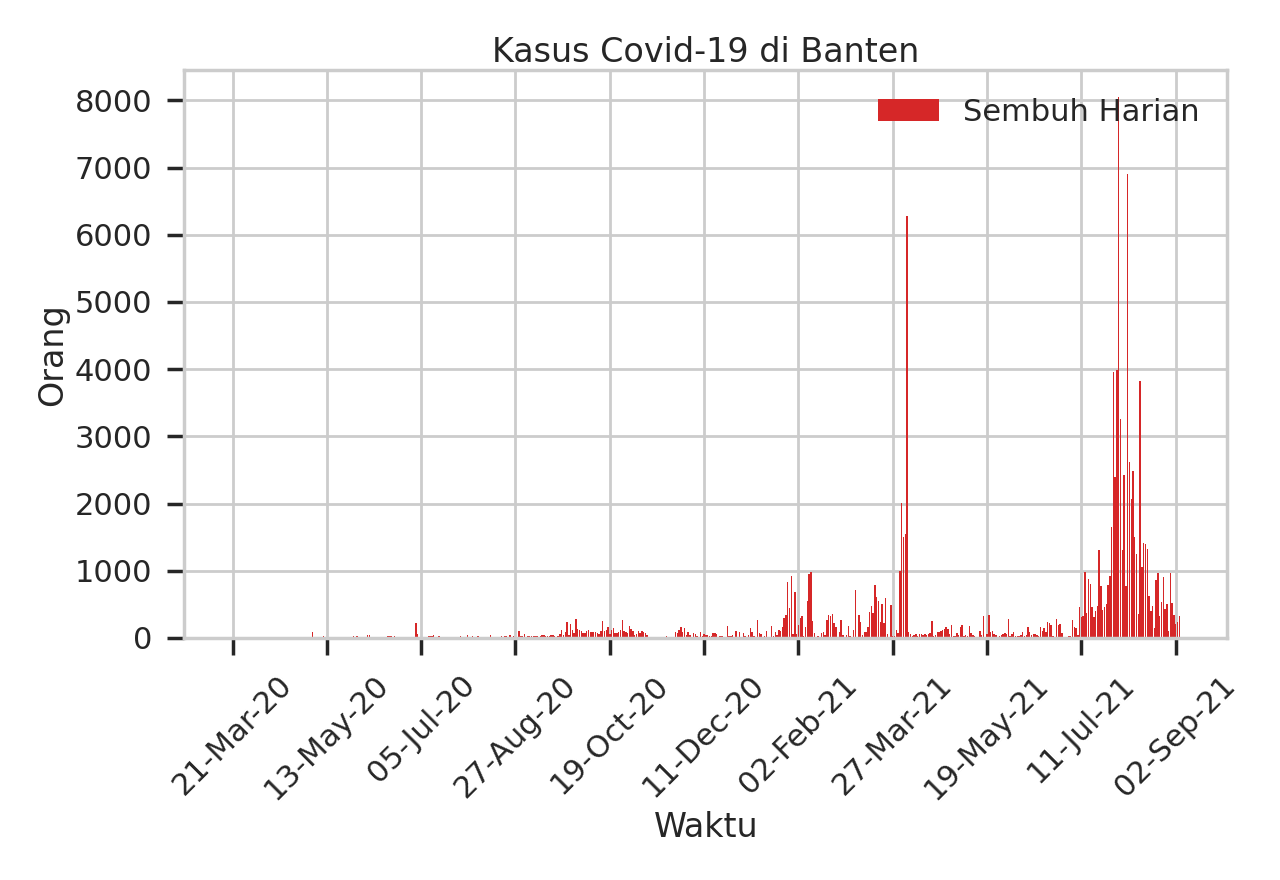 Kasus Covid-19 di Banten
Sembuh Harian
8000
7000
6000
5000
4000
3000
2000
1000
0
Orang
21-Mar-20
13-May-20
05-Jul-20
27-Aug-20
19-Oct-20
11-Dec-20
02-Feb-21
27-Mar-21
19-May-21
11-Jul-21
02-Sep-21
Waktu